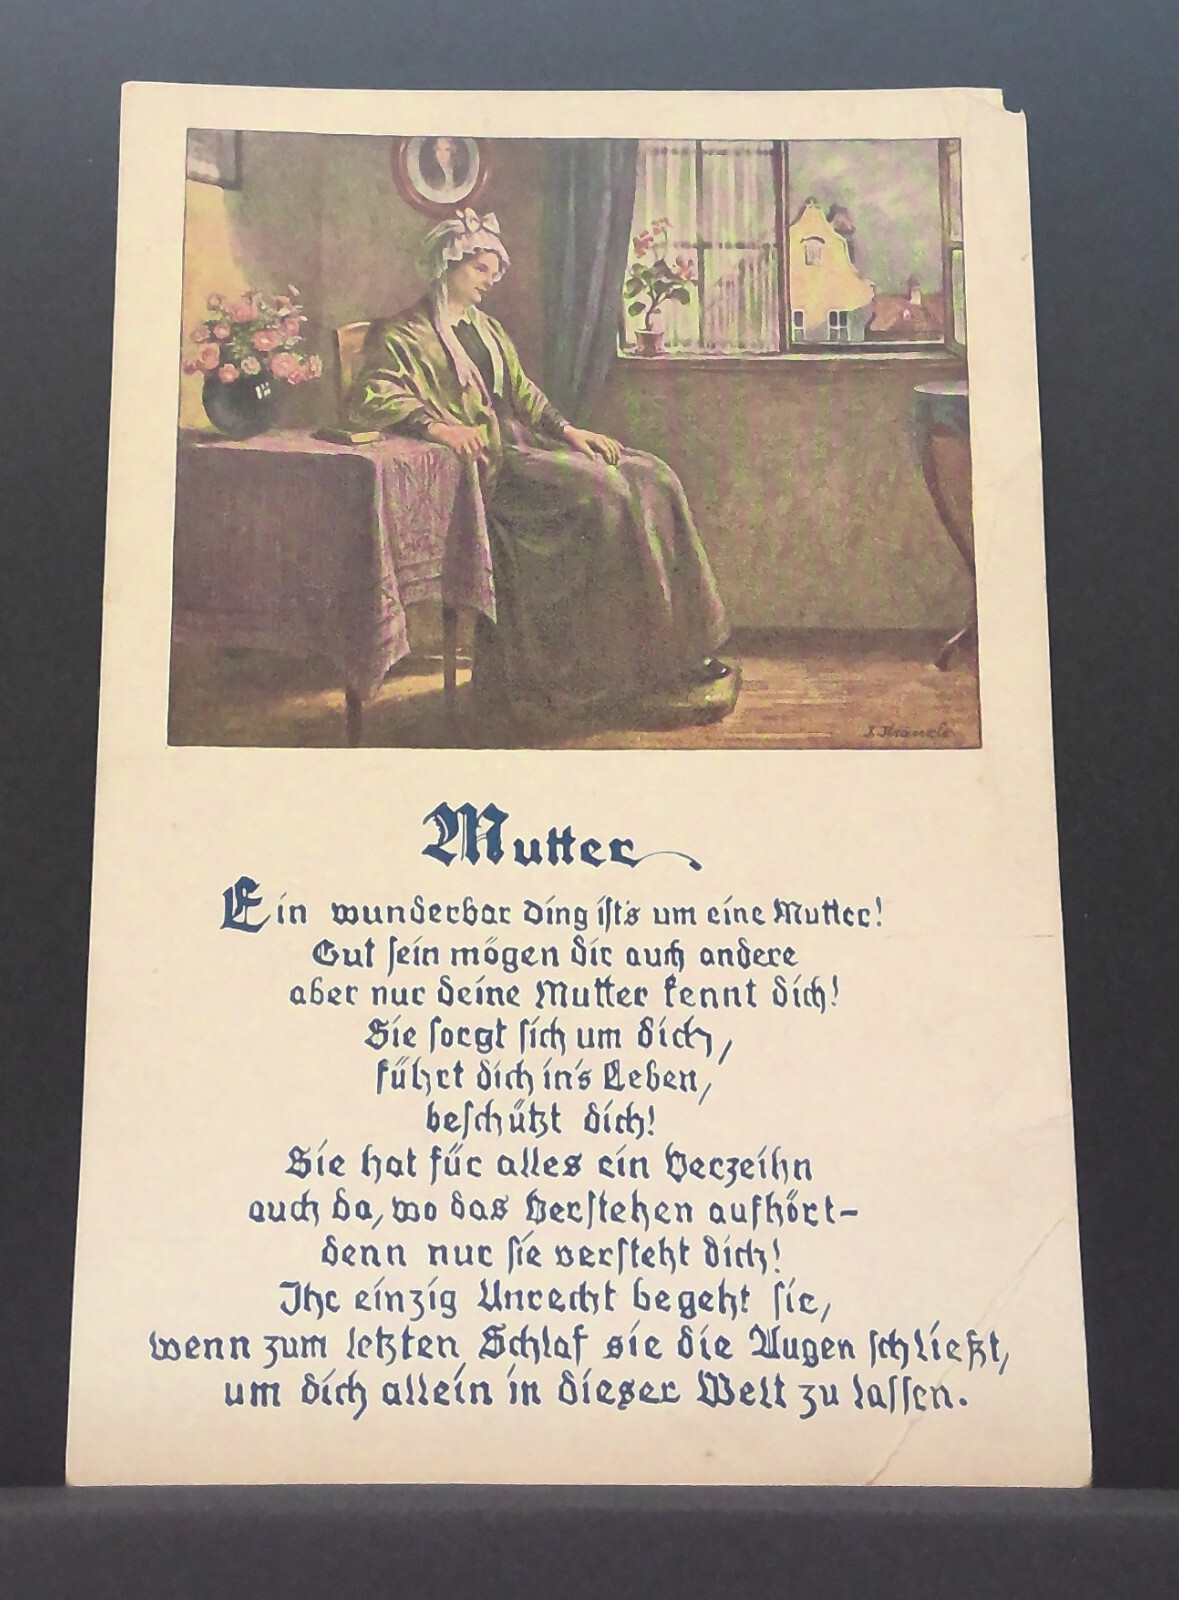 Mutter
Ein wunderbar Ding ist's um eine Mutter!
Gut sein mögen dir auch andere
aber nur deine Mutter kennt dich!
Sie sorgt sich um dich,
führt dich in's Leben,
beschützt dich!
Sie hat für alles ein Verzeihn
auch da, wo das Verstehen aufhört-
denn nur sie versteht dich!
Ihr einzig Unrecht begeht sie,
wenn zum letzten Schlaf sie die Augen schließt,
um dich allein in dieser Welt zu lassen.